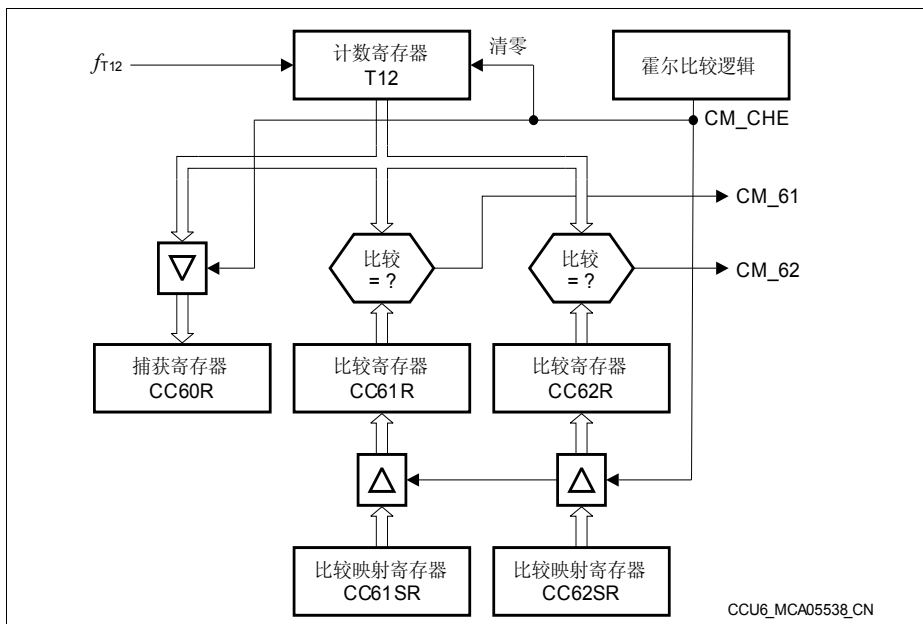 计数寄存器
T12
清零
霍尔比较逻辑
fT12
CM_CHE
CM_61
比较
= ?
比较
= ?
CM_62
捕获寄存器
CC60R
比较寄存器
CC61R
比较寄存器
CC62R
比较映射寄存器
CC61SR
比较映射寄存器
CC62SR
CCU6_MCA05538_CN